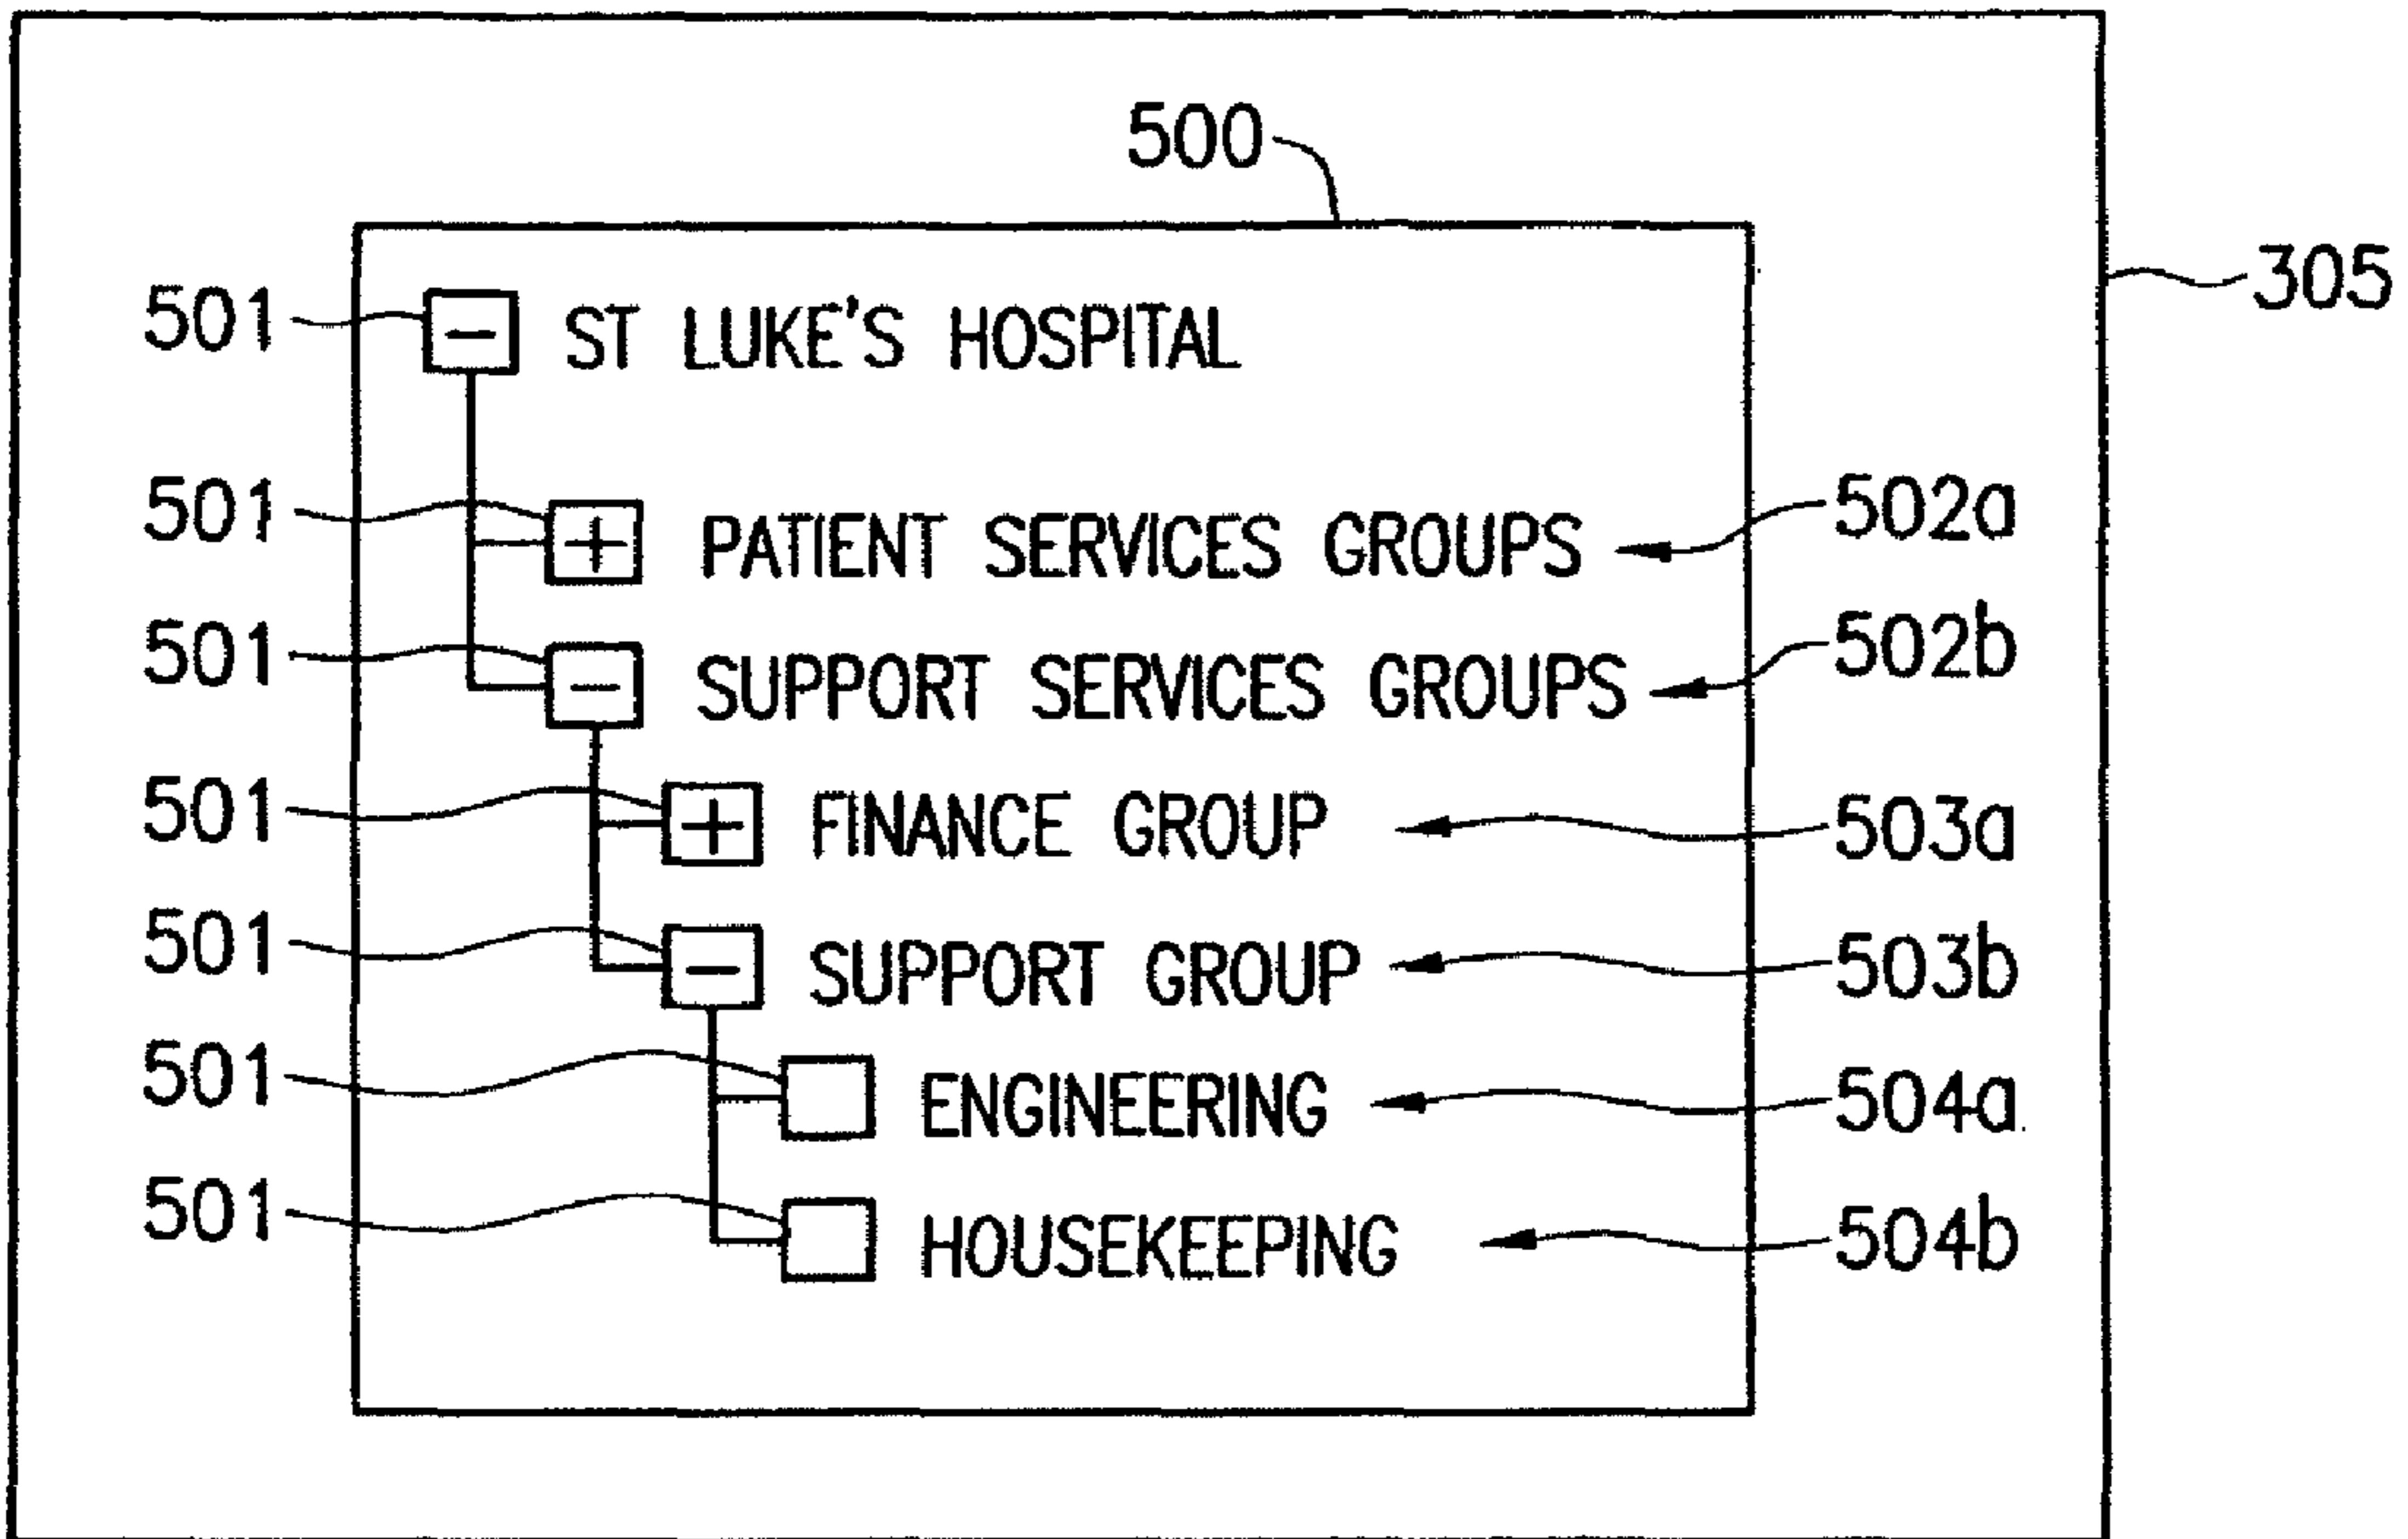 500
305
501 - ST LUKE'S HOSPITAL
501 + PATIENT SERVICES GROUPS 502a
501 - SUPPORT SERVICES GROUPS 502b
501 + FINANCE GROUP 503a
501 - SUPPORT GROUP 503b
501 ENGINEERING 504a
501 HOUSEKEEPING 504b